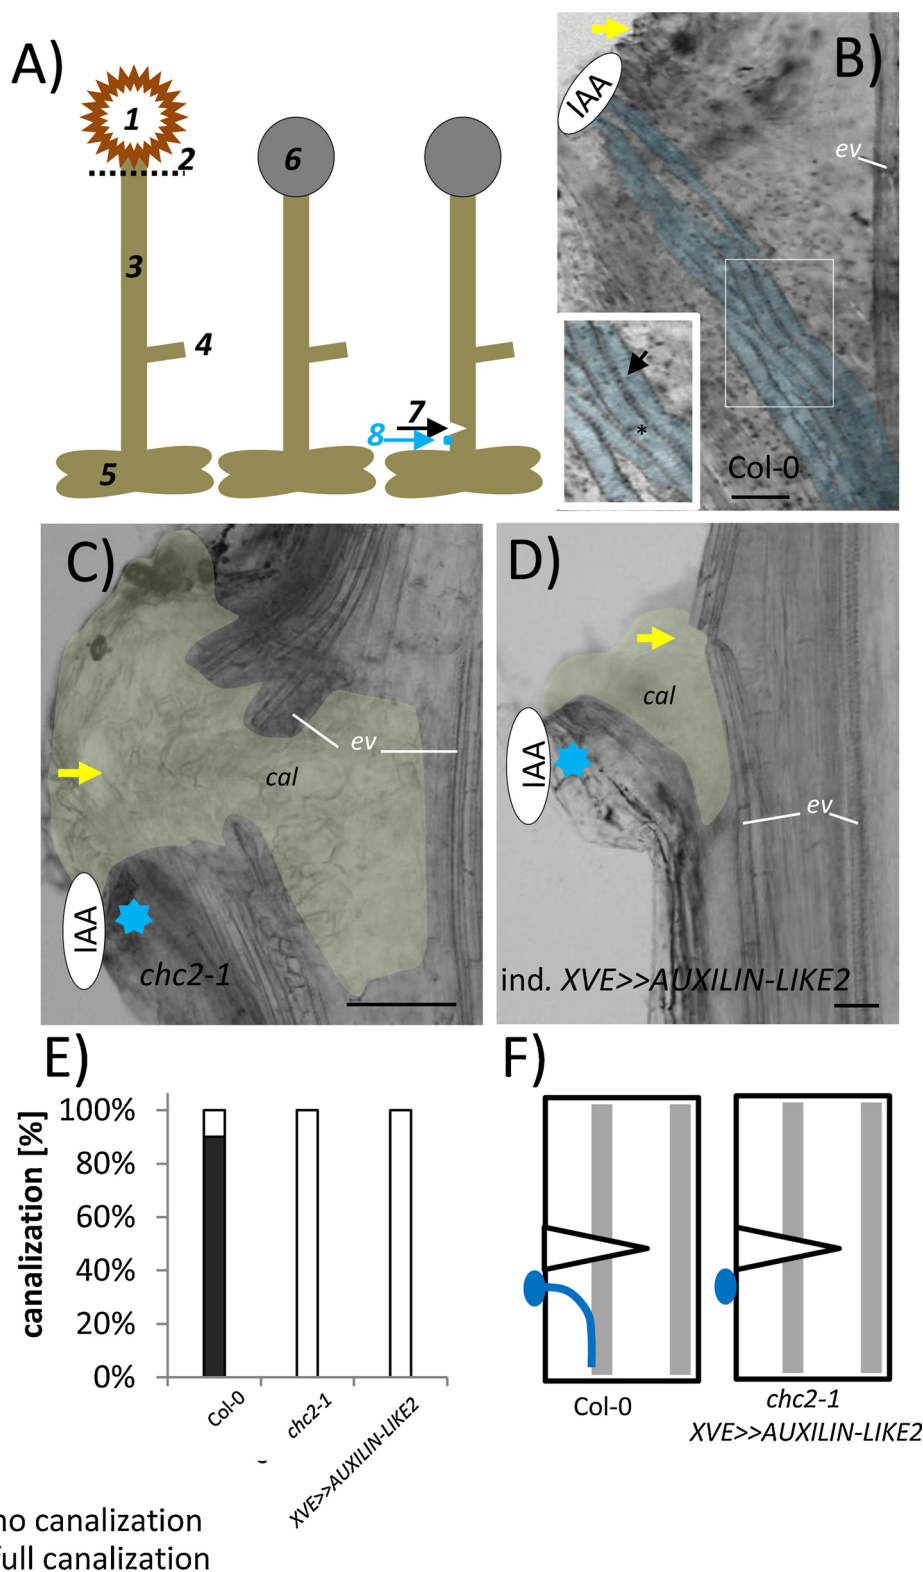 A)
1
2
3
4
5
6
7
8
B)
IAA
ev
*
Col-0
C)
ev
cal
IAA
chc2-1
D)
cal
IAA
ev
ind. XVE>>AUXILIN-LIKE2
E)
canalization [%]
100%
80%
60%
40%
20%
0%
Col-0
chc2-1
XVE>>AUXILIN-LIKE2
no canalization
full canalization
F)
Col-0
chc2-1
XVE>>AUXILIN-LIKE2